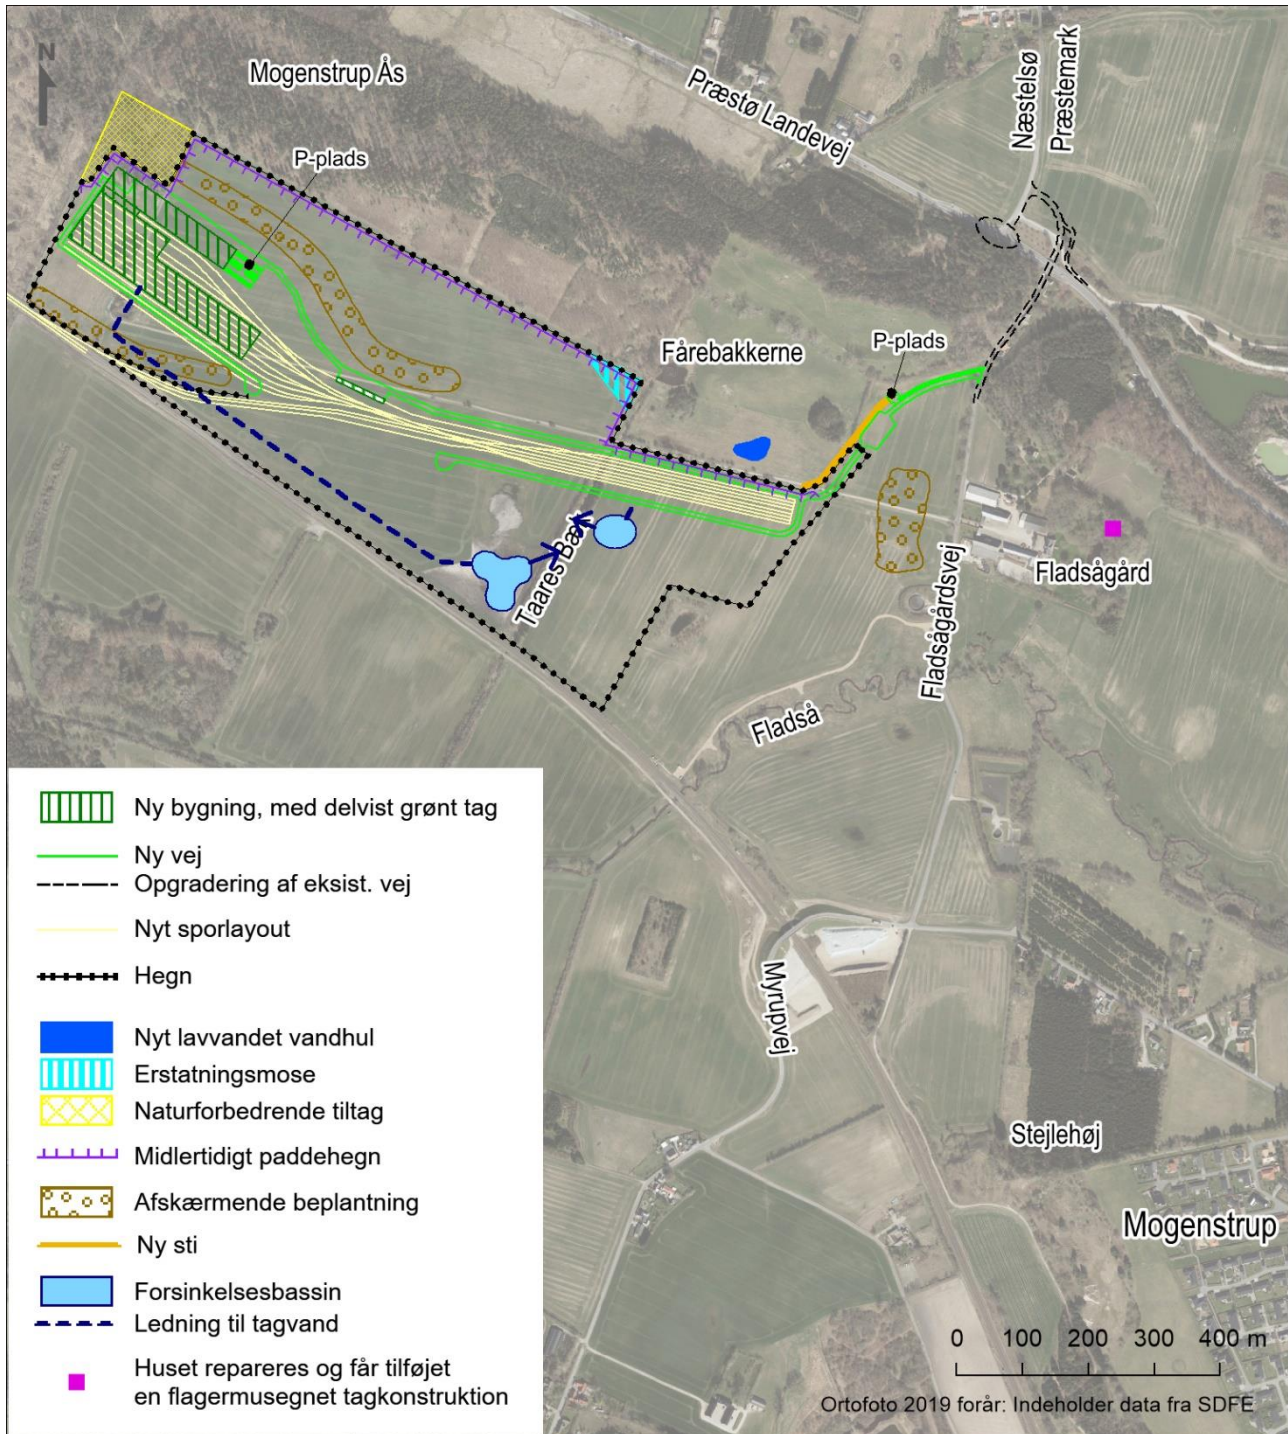 N
Mogenstrup Ås
P-plads
Præstø Landevej
Næstelsø
Præstemark
Fårebakkerne
P-plads
Taares Bæk
Fladsågård
Fladsågårdsvej
Fladså
Myrupvej
Stejlehøj
Mogenstrup
Ny bygning, med delvist grønt tag
Ny vej
Opgradering af eksist. vej
Nyt sporlayout
Hegn
Nyt lavvandet vandhul
Erstatningsmose
Naturforbedrende tiltag
Midlertidigt paddehegn
Afskærmende beplantning
Ny sti
Forsinkelsesbassin
Ledning til tagvand
Huset repareres og får tilføjet
en flagermusegnet tagkonstruktion
0 100 200 300 400 m
Ortofoto 2019 forår: Indeholder data fra SDFE